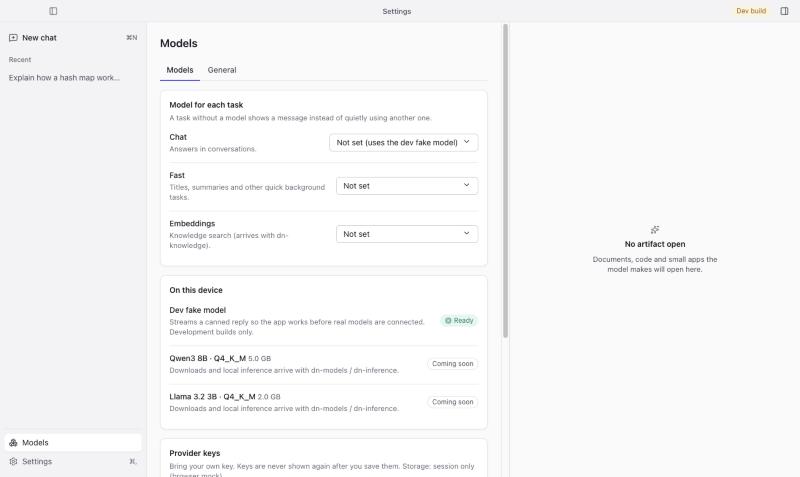 Settings
Dev build
New chat
⌘N
Recent
Explain how a hash map work...
Models
Settings
⌘,
Models
Models
General
Model for each task
A task without a model shows a message instead of quietly using another one.
Chat
Answers in conversations.
Not set (uses the dev fake model)
Fast
Titles, summaries and other quick background
tasks.
Not set
Embeddings
Knowledge search (arrives with dn-
knowledge).
Not set
On this device
Dev fake model
Streams a canned reply so the app works before real models are connected.
Development builds only.
Ready
Qwen3 8B · Q4_K_M 5.0 GB
Downloads and local inference arrive with dn-models / dn-inference.
Coming soon
Llama 3.2 3B · Q4_K_M 2.0 GB
Downloads and local inference arrive with dn-models / dn-inference.
Coming soon
Provider keys
Bring your own key. Keys are never shown again after you save them. Storage: session only
(browser mock).
No artifact open
Documents, code and small apps the
model makes will open here.